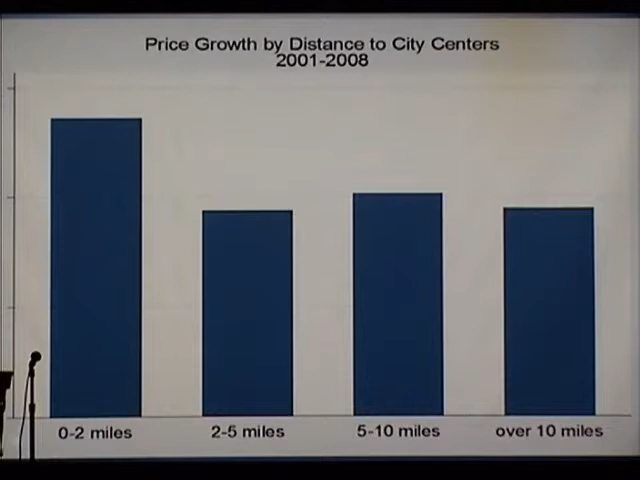 Price Growth by Distance to City Centers
2001-2008
0-2 miles
2-5 miles
5-10 miles
over 10 miles